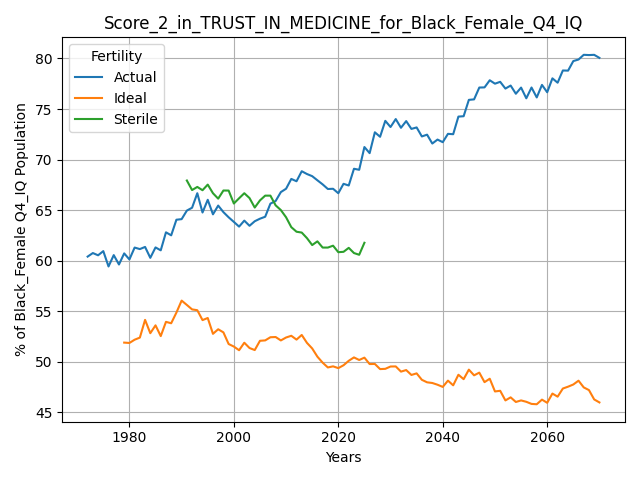 Score_2_in_TRUST_IN_MEDICINE_for_Black_Female_Q4_IQ
Fertility
Actual
Ideal
Sterile
% of Black_Female Q4_IQ Population
80
75
70
65
60
55
50
45
1980
2000
2020
2040
2060
Years